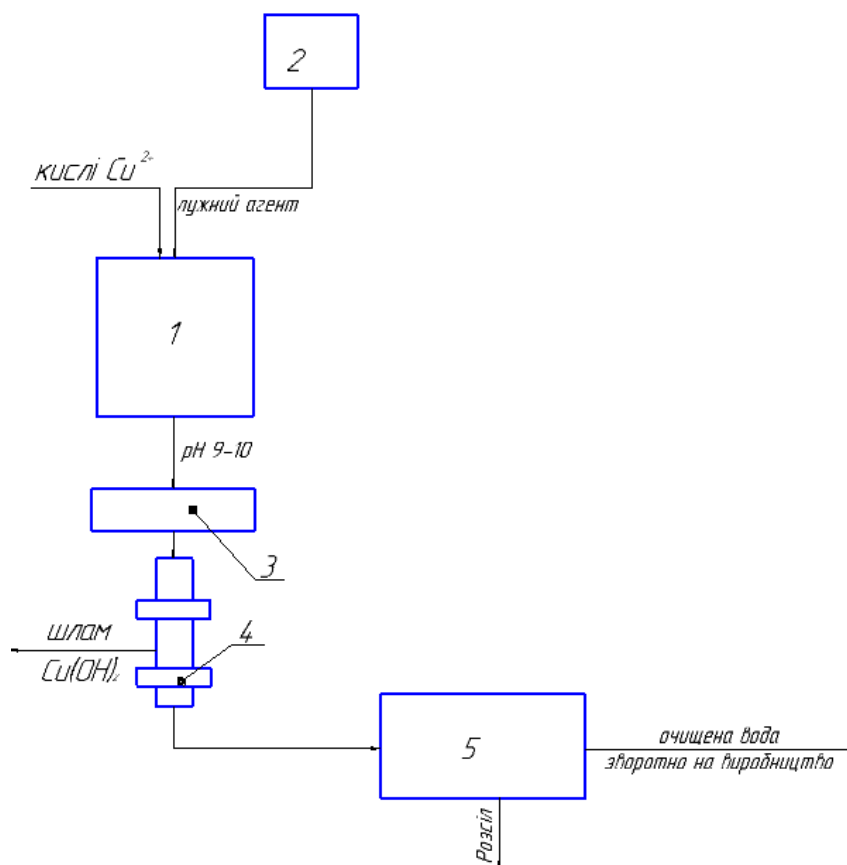 2
кислі Cu²⁺
лужний агент
1
pH 9-10
3
шлам
4
Cu(OH)₂
5
очищена вода
зворотно на виробництво
Розсіл